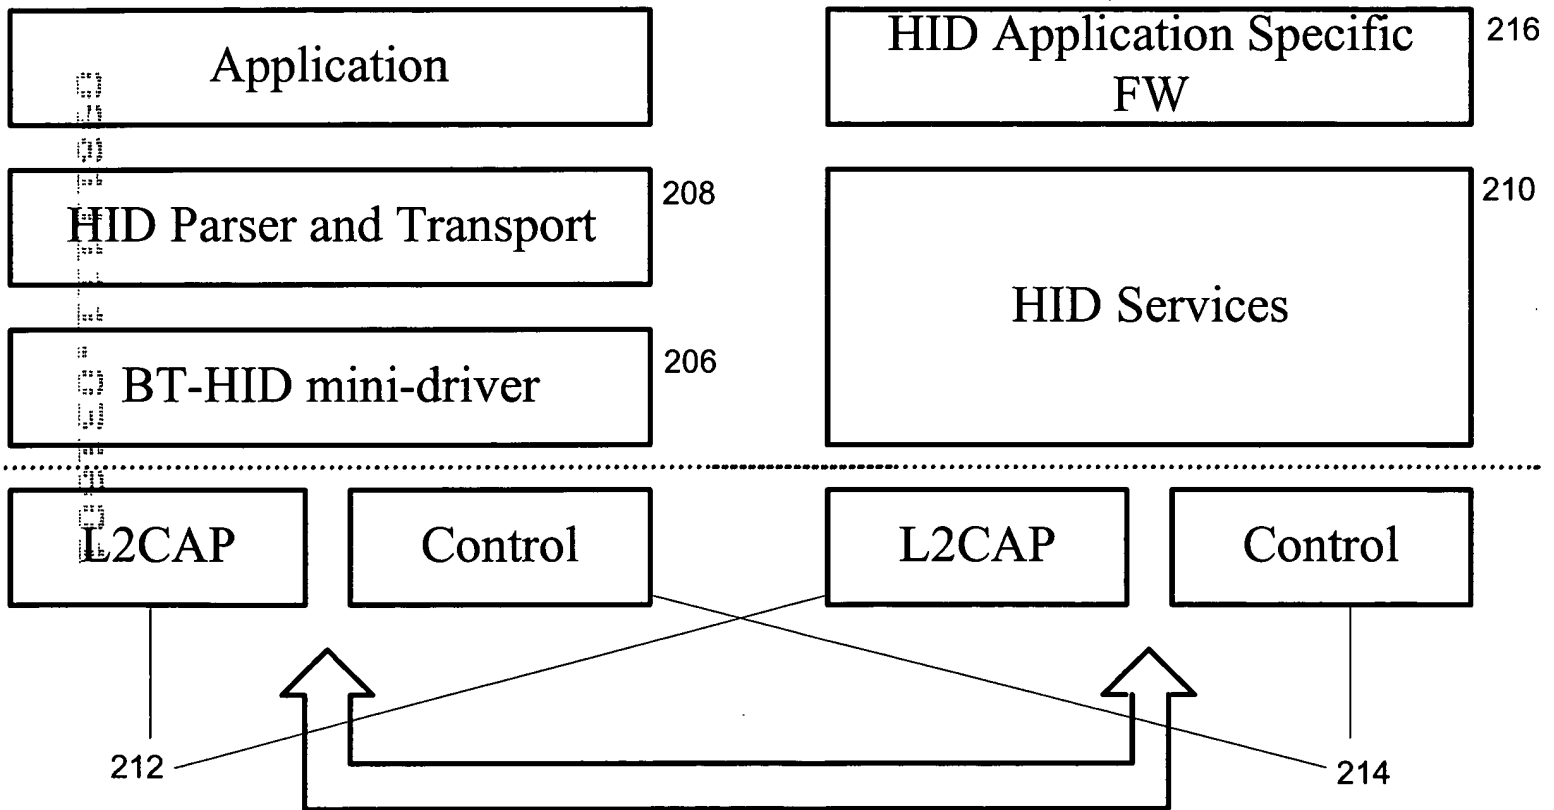 Application
HID Application Specific
FW
216
HID Parser and Transport
208
HID Services
210
BT-HID mini-driver
206
L2CAP
Control
L2CAP
Control
212
214